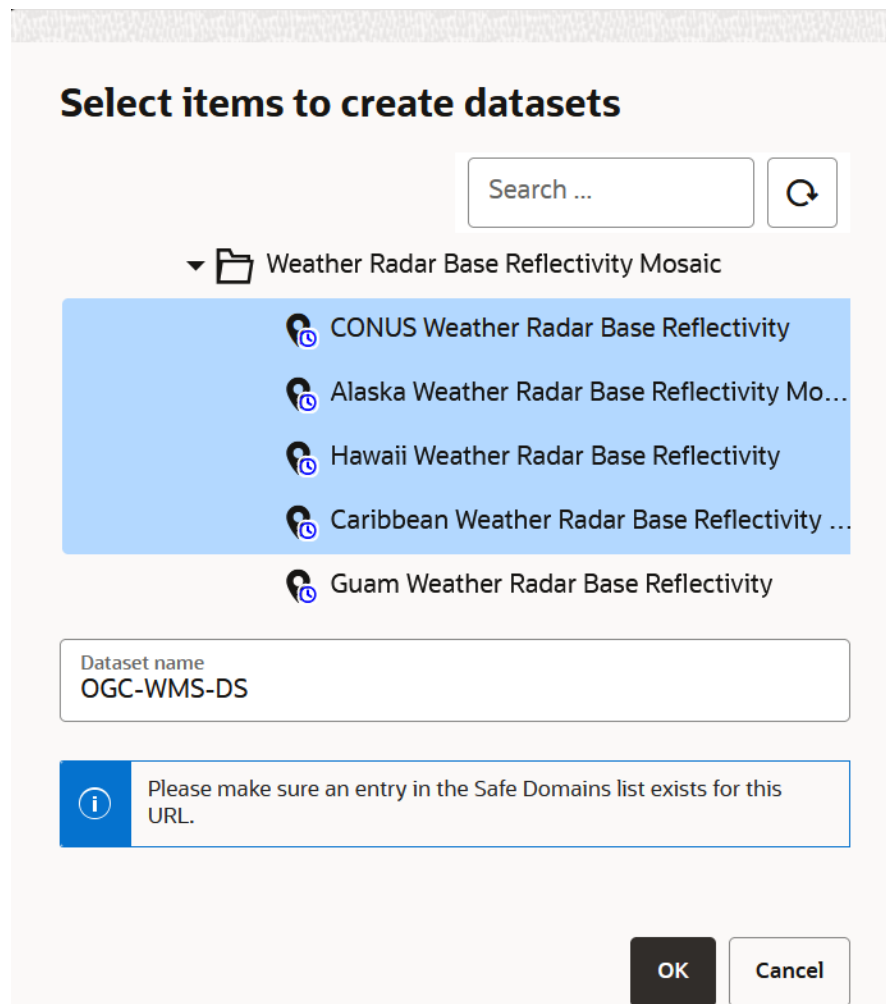 Select items to create datasets
Search ...
Weather Radar Base Reflectivity Mosaic
CONUS Weather Radar Base Reflectivity
Alaska Weather Radar Base Reflectivity Mo...
Hawaii Weather Radar Base Reflectivity
Caribbean Weather Radar Base Reflectivity ...
Guam Weather Radar Base Reflectivity
Dataset name
OGC-WMS-DS
Please make sure an entry in the Safe Domains list exists for this
URL.
OK Cancel